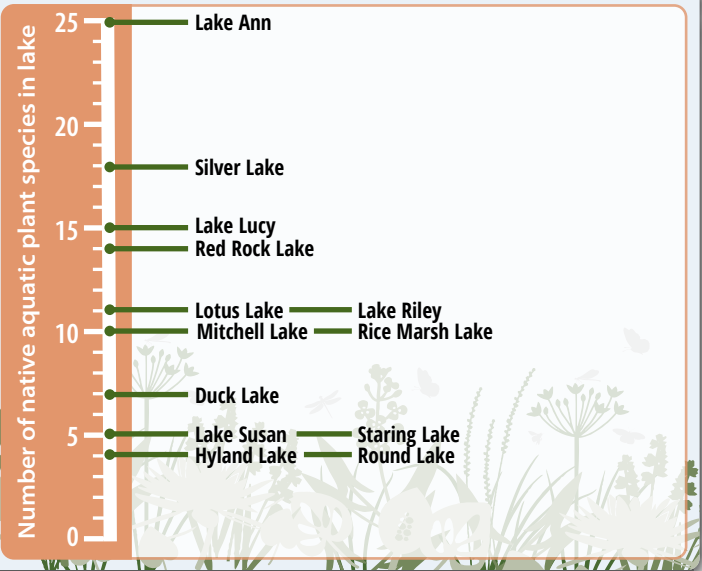 Number of native aquatic plant species in lake
25
Lake Ann
20
Silver Lake
15
Lake Lucy
Red Rock Lake
Lotus Lake Lake Riley
10
Mitchell Lake Rice Marsh Lake
Duck Lake
5
Lake Susan Staring Lake
Hyland Lake Round Lake
0